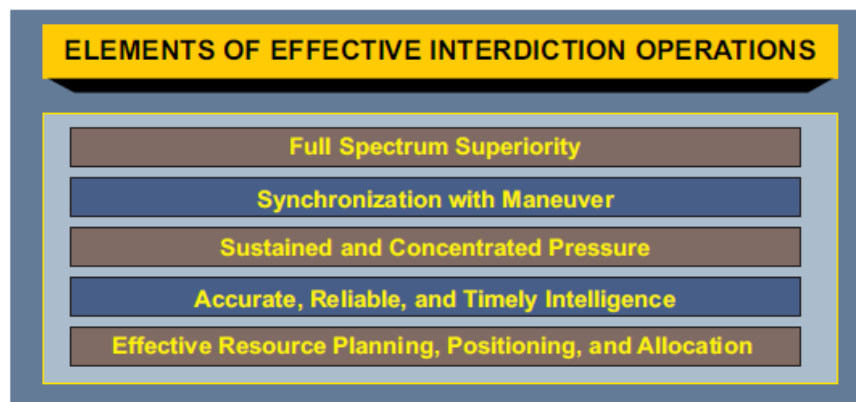 ELEMENTS OF EFFECTIVE INTERDICTION OPERATIONS
Full Spectrum Superiority
Synchronization with Maneuver
Sustained and Concentrated Pressure
Accurate, Reliable, and Timely Intelligence
Effective Resource Planning, Positioning, and Allocation